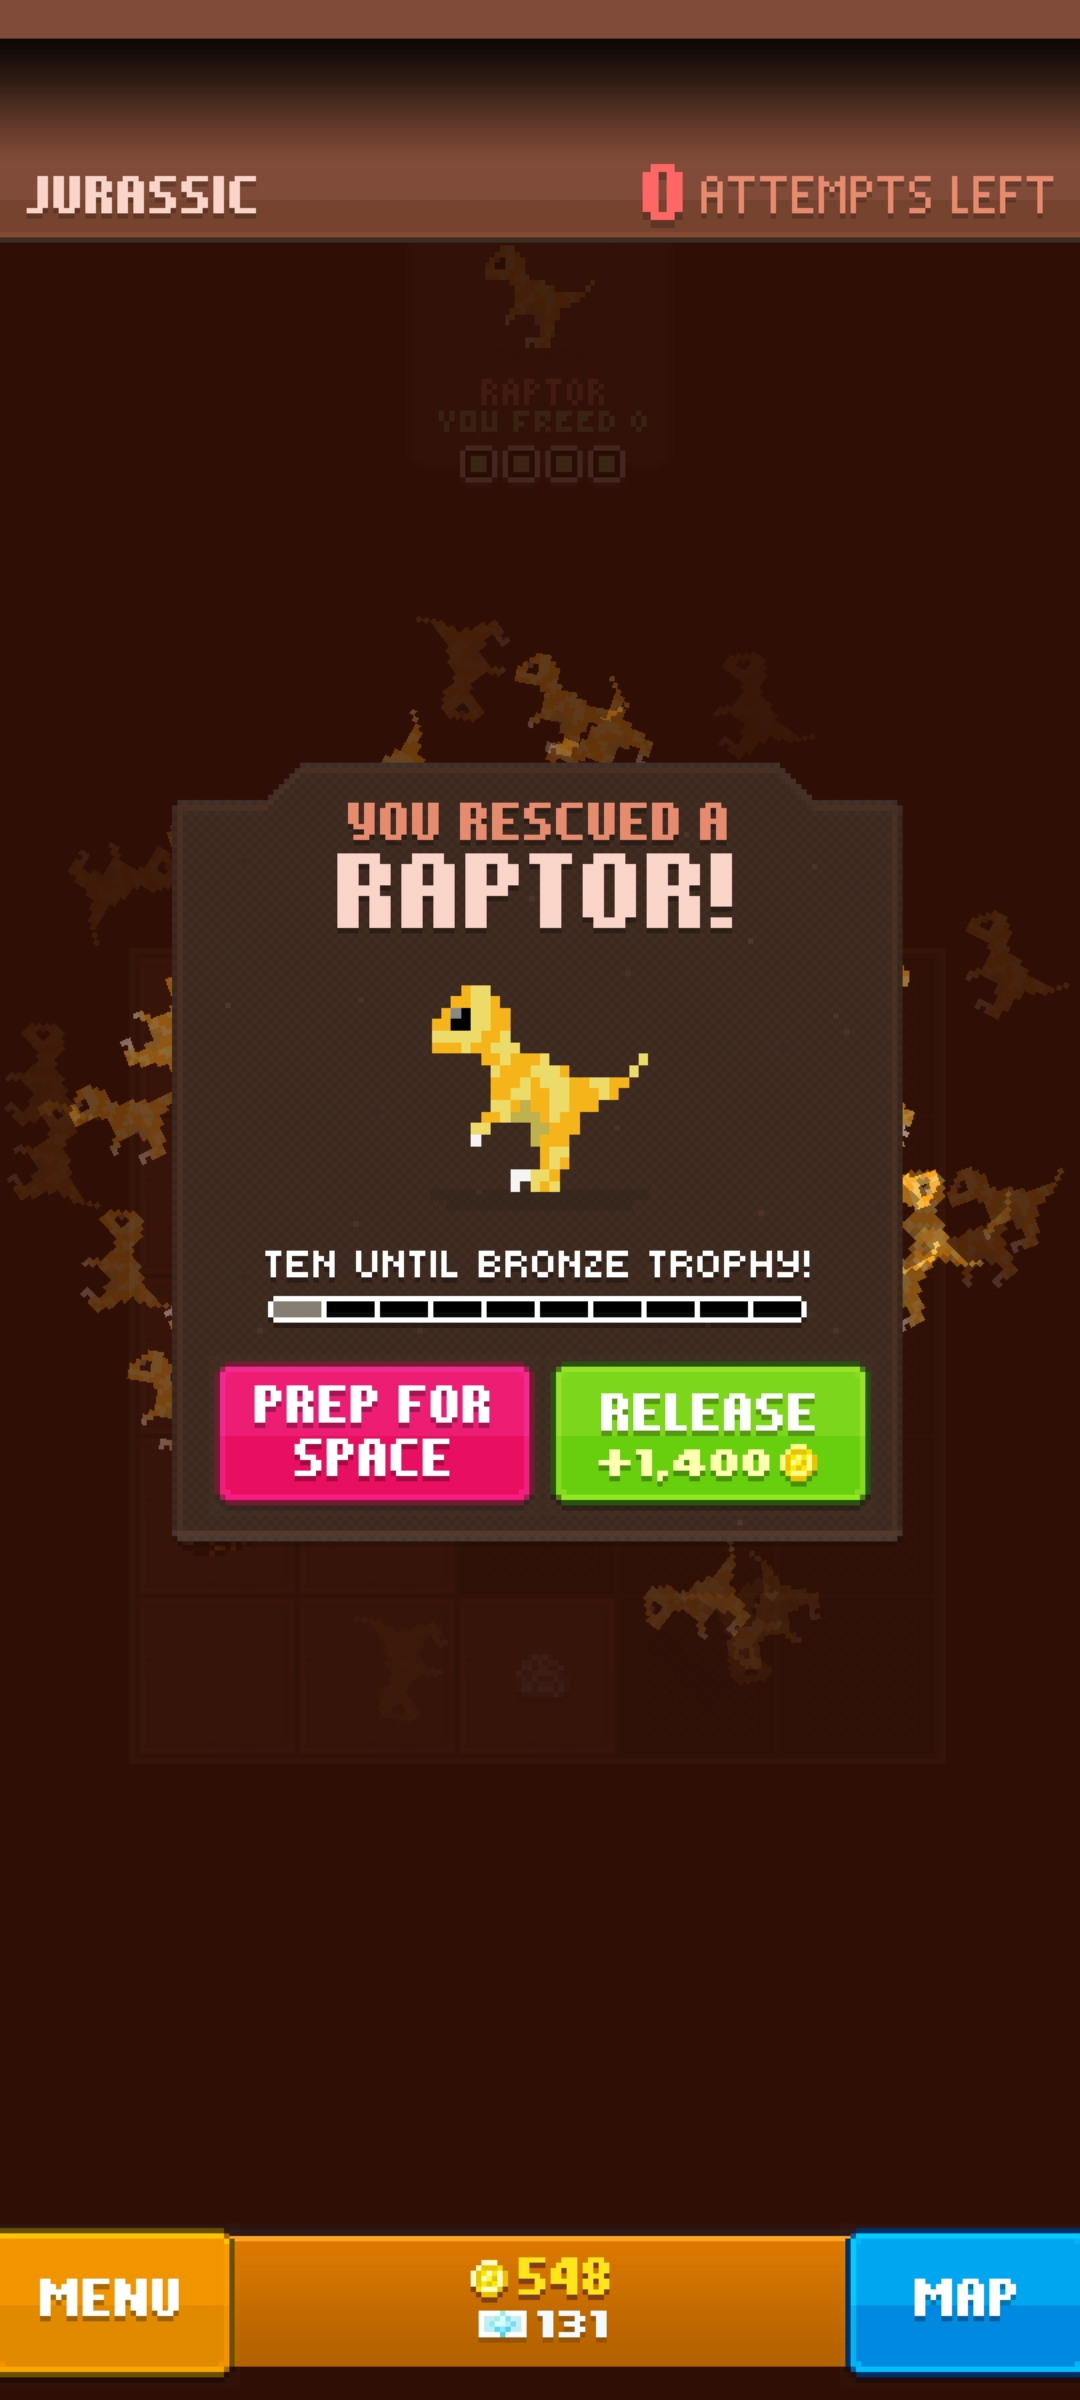 JURASSIC
0 ATTEMPTS LEFT
RAPTOR
YOU FREED 0
YOU RESCUED A
RAPTOR!
TEN UNTIL BRONZE TROPHY!
PREP FOR
SPACE
RELEASE
+1,400
MENU
548
131
MAP